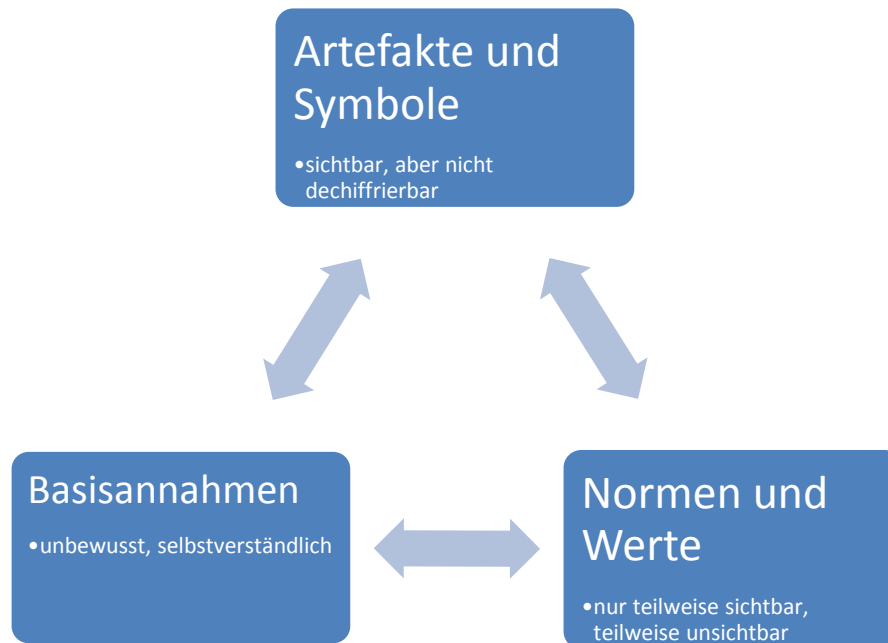 Artefakte und
Symbole
•sichtbar, aber nicht
dechiffrierbar
Basisannahmen
•unbewusst, selbstverständlich
Normen und
Werte
•nur teilweise sichtbar,
teilweise unsichtbar